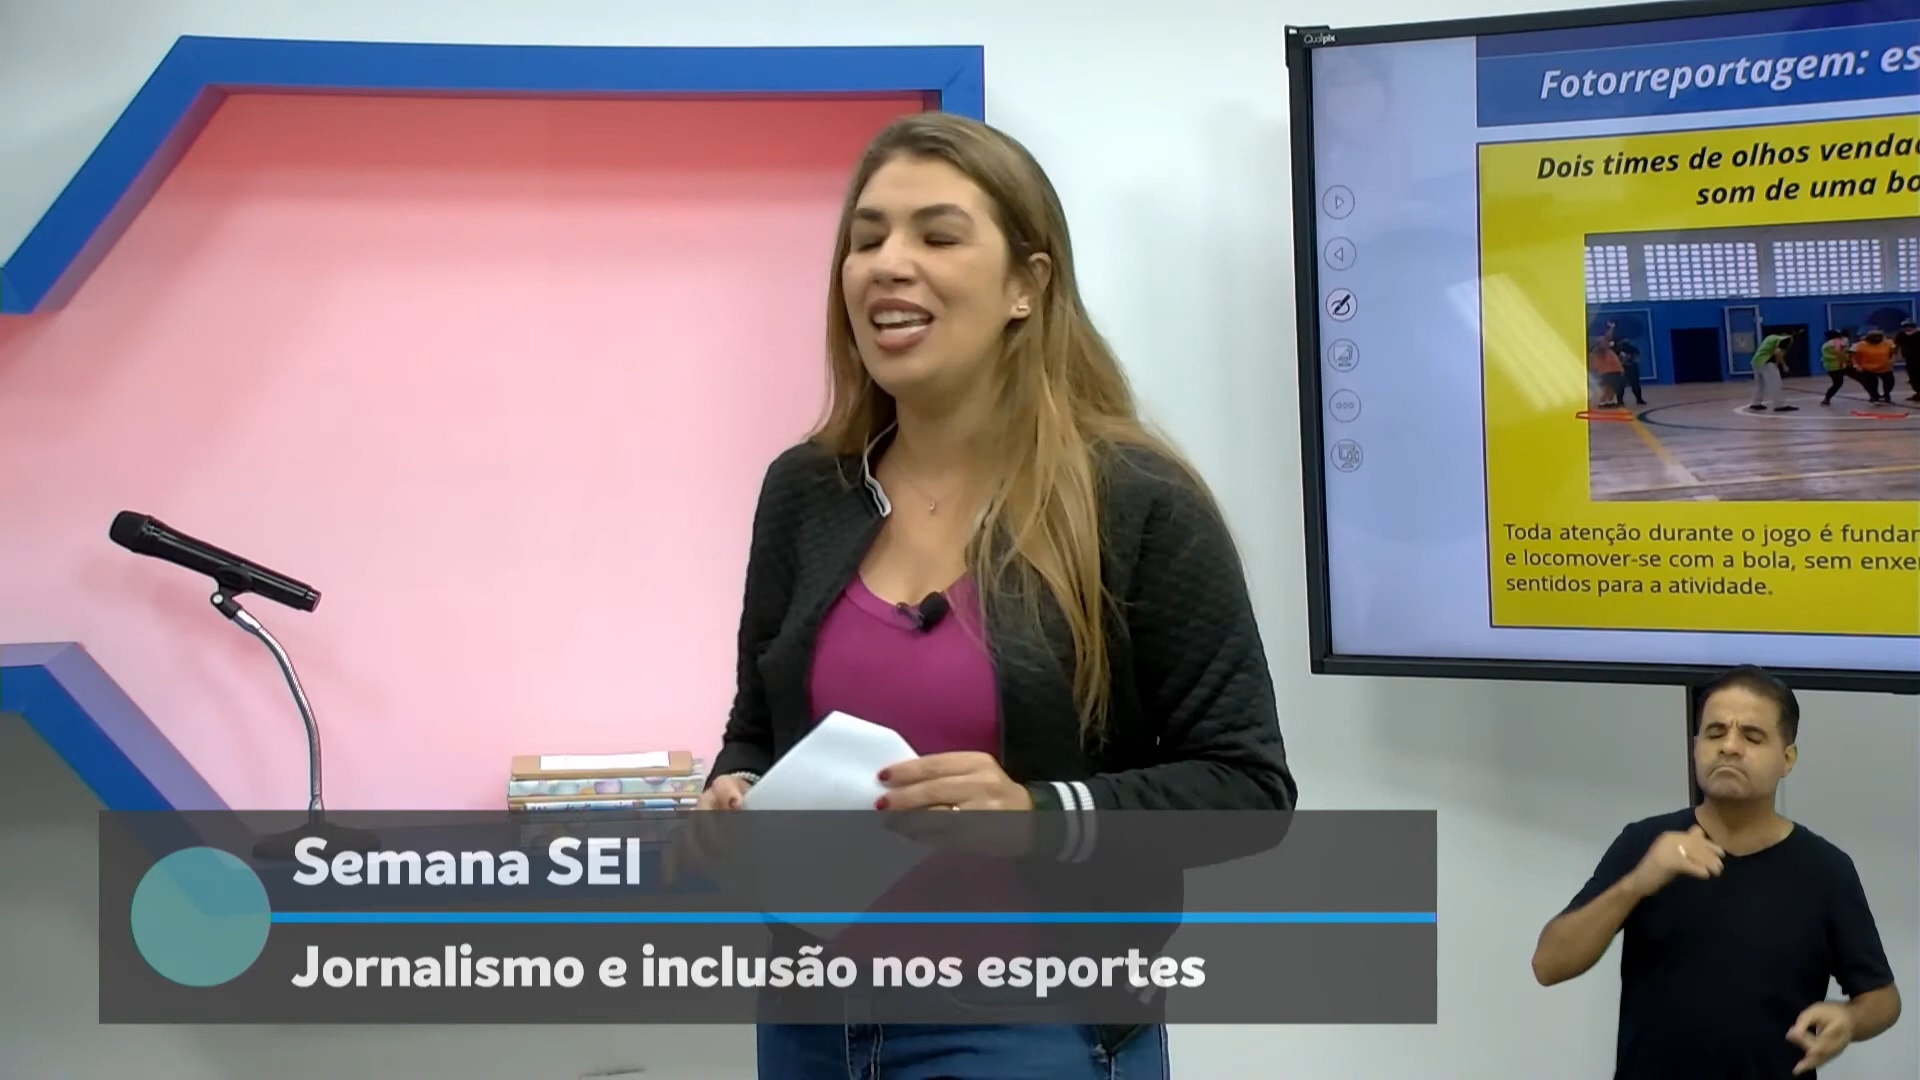 Qualpix
Fotorreportagem: es
Dois times de olhos venda
som de uma bo
Toda atenção durante o jogo é fundar
e locomover-se com a bola, sem enxe
sentidos para a atividade.
Semana SEI
Jornalismo e inclusão nos esportes